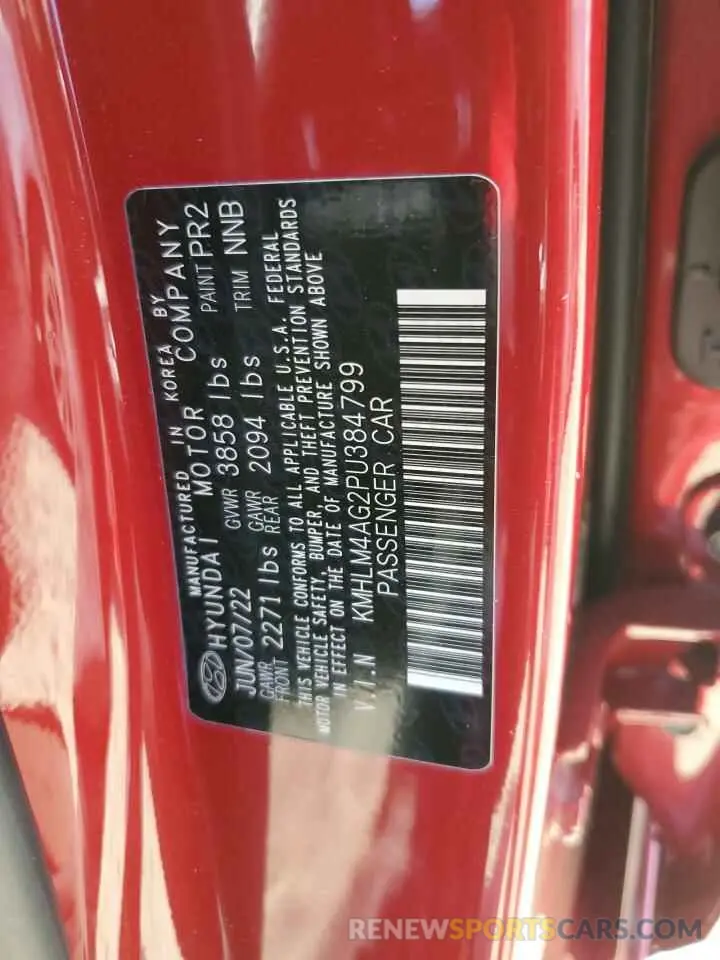 MANUFACTURED IN KOREA BY
HYUNDAI MOTOR COMPANY
JUN/07/22 GVWR 3858 lbs PAINT PR2
GAWR FRONT 2271 lbs GAWR REAR 2094 lbs TRIM NNB
THIS VEHICLE CONFORMS TO ALL APPLICABLE U.S.A. FEDERAL
MOTOR VEHICLE SAFETY, BUMPER, AND THEFT PREVENTION STANDARDS
IN EFFECT ON THE DATE OF MANUFACTURE SHOWN ABOVE
V.I.N KMHLM4AG2PU384799
PASSENGER CAR
RENEWSPORTSCARS.COM